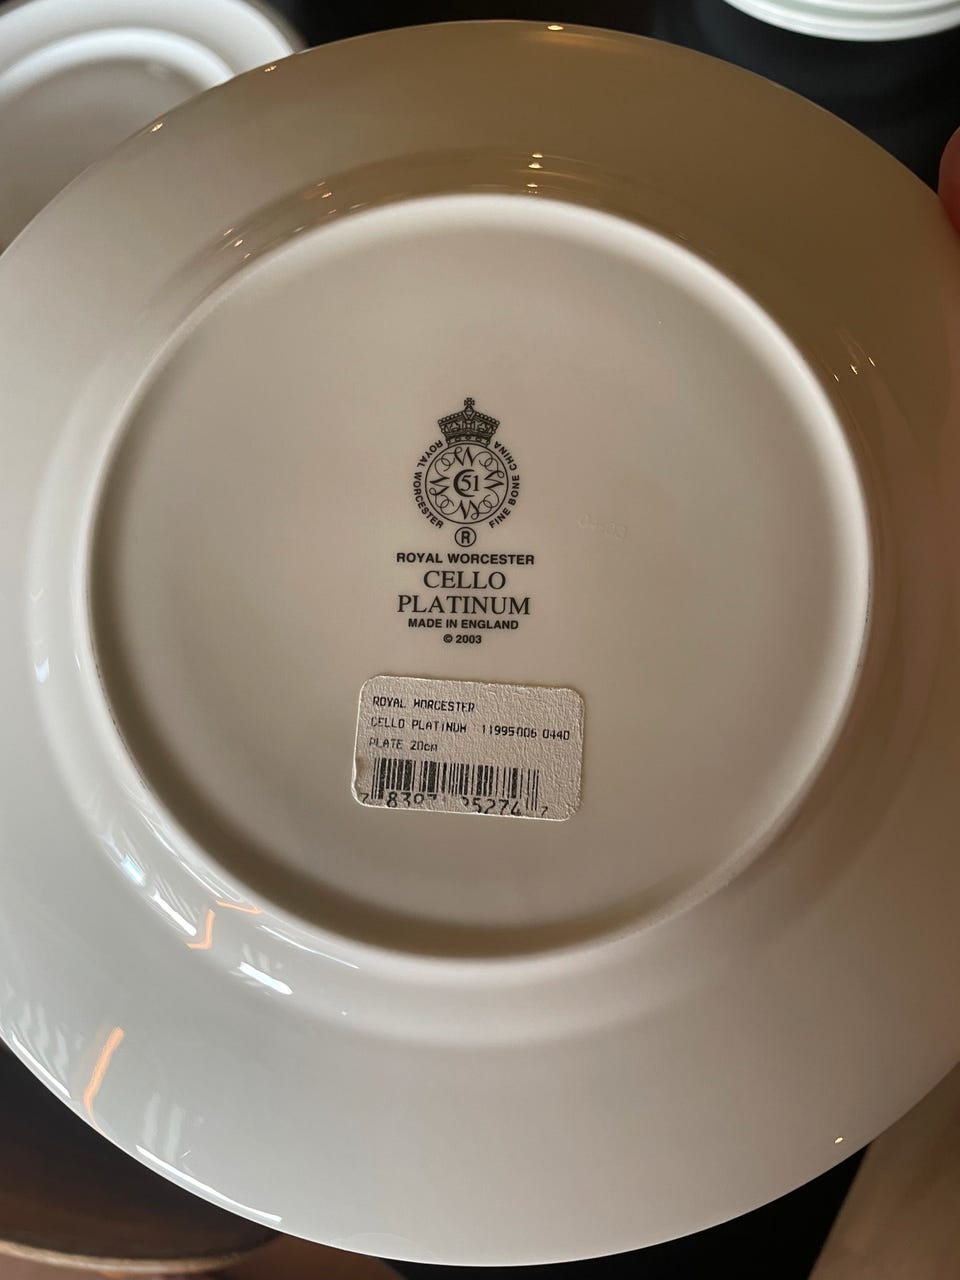 ROYAL WORCESTER
FINE BONE CHINA
51
®
ROYAL WORCESTER
CELLO
PLATINUM
MADE IN ENGLAND
© 2003
ROYAL WORCESTER
CELLO PLATINUM 11995006 0440
PLATE 20cm
7